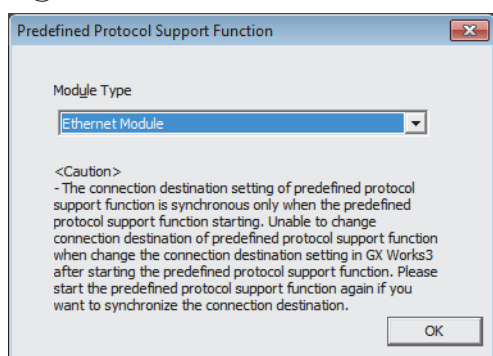 Predefined Protocol Support Function
Module Type
Ethernet Module
<Caution>
- The connection destination setting of predefined protocol
support function is synchronous only when the predefined
protocol support function starting. Unable to change
connection destination of predefined protocol support function
when change the connection destination setting in GX Works3
after starting the predefined protocol support function. Please
start the predefined protocol support function again if you
want to synchronize the connection destination.
OK